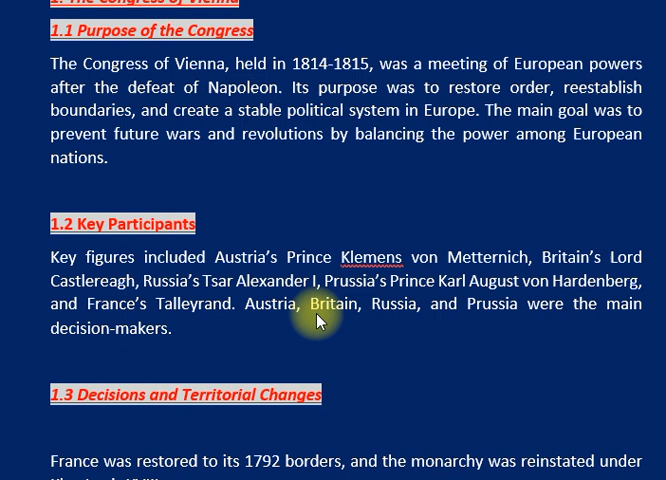 1. The Congress of Vienna
1.1 Purpose of the Congress
The Congress of Vienna, held in 1814-1815, was a meeting of European powers
after the defeat of Napoleon. Its purpose was to restore order, reestablish
boundaries, and create a stable political system in Europe. The main goal was to
prevent future wars and revolutions by balancing the power among European
nations.
1.2 Key Participants
Key figures included Austria’s Prince Klemens von Metternich, Britain’s Lord
Castlereagh, Russia’s Tsar Alexander I, Prussia’s Prince Karl August von Hardenberg,
and France’s Talleyrand. Austria, Britain, Russia, and Prussia were the main
decision-makers.
1.3 Decisions and Territorial Changes
France was restored to its 1792 borders, and the monarchy was reinstated under